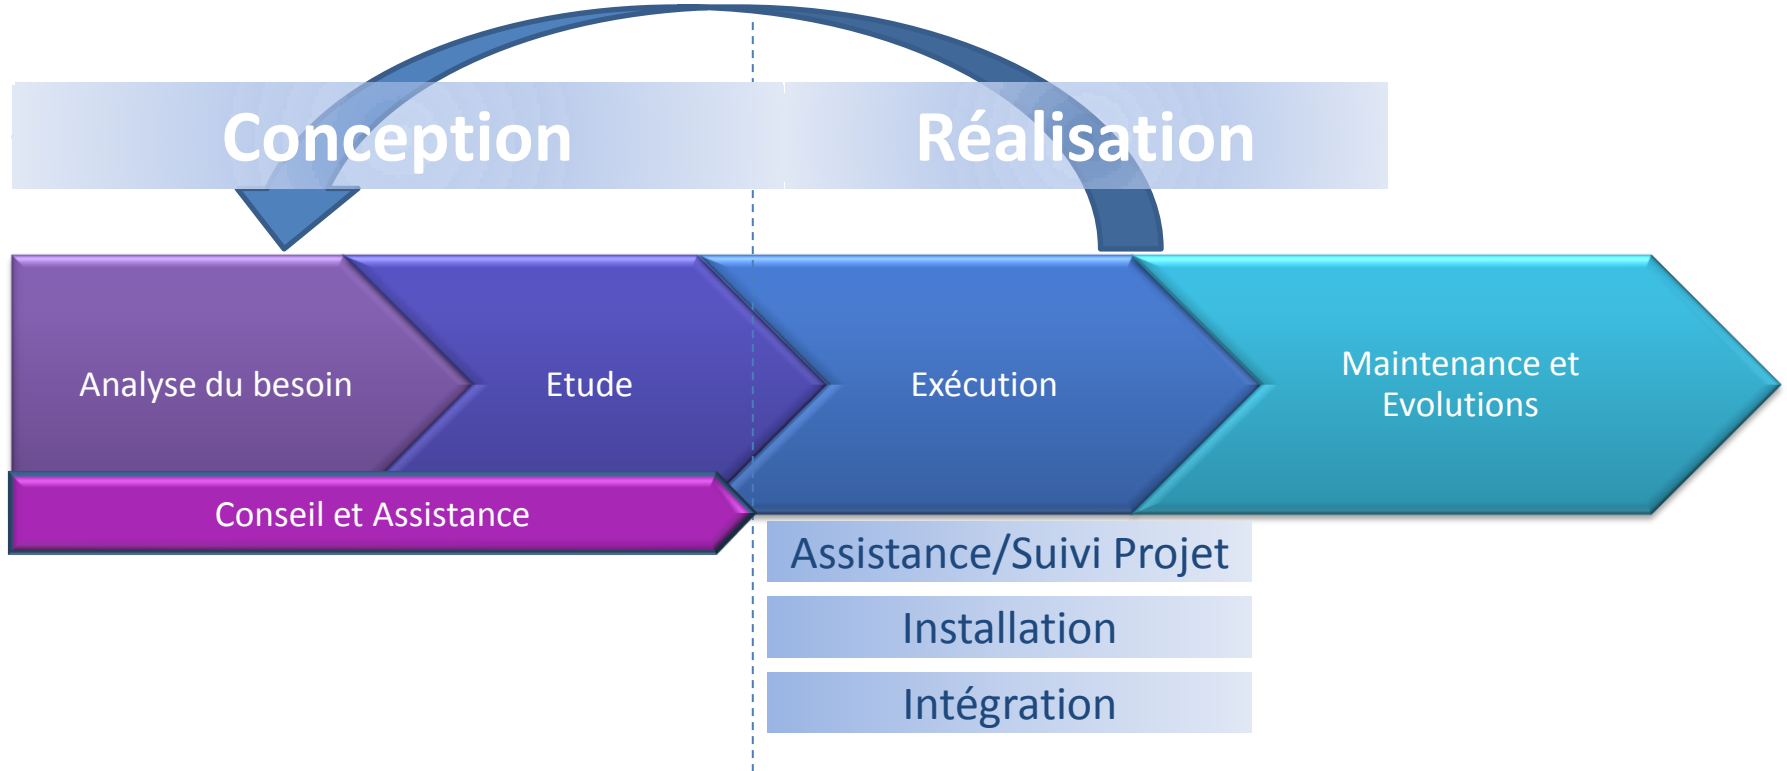 Conception
Réalisation
Analyse du besoin
Etude
Exécution
Maintenance et
Evolutions
Conseil et Assistance
Assistance/Suivi Projet
Installation
Intégration